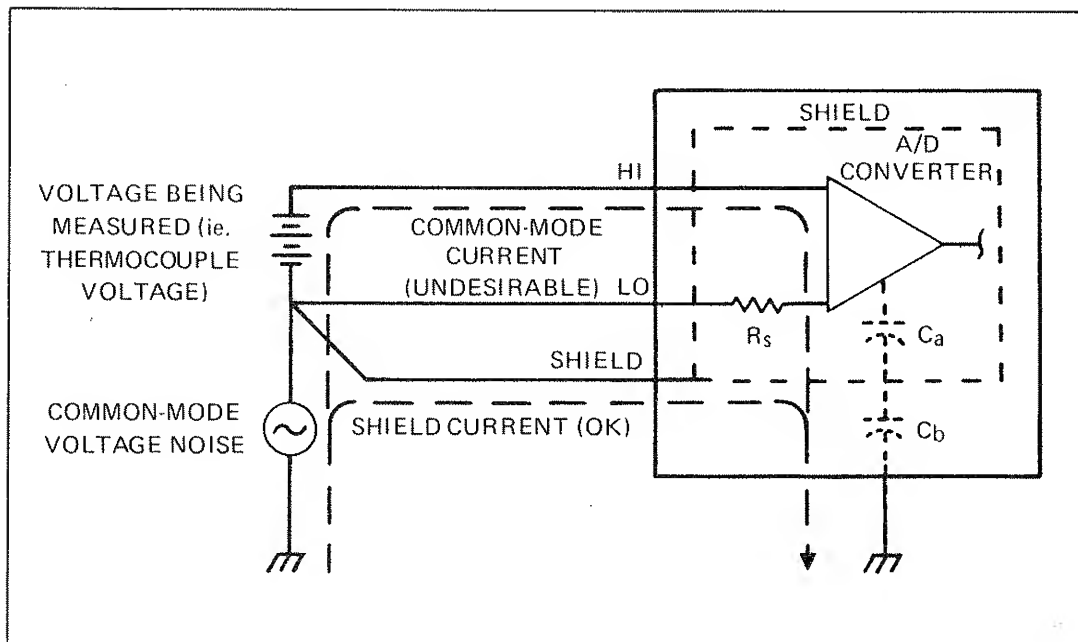 SHIELD
A/D
CONVERTER
HI
VOLTAGE BEING
MEASURED (ie.
THERMOCOUPLE
VOLTAGE)
COMMON-MODE
CURRENT
(UNDESIRABLE)
LO
Rs
Ca
SHIELD
COMMON-MODE
VOLTAGE NOISE
SHIELD CURRENT (OK)
Cb